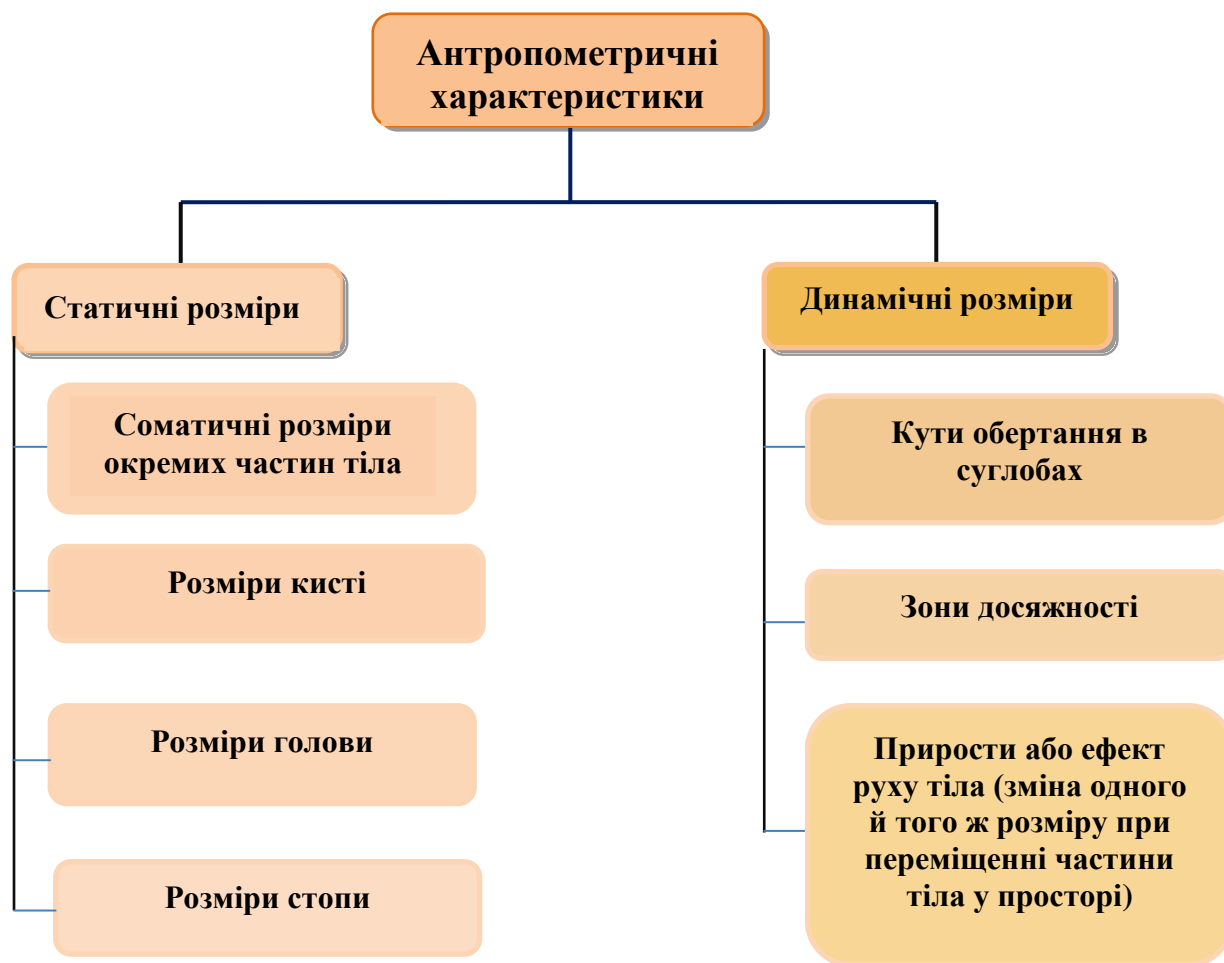 Антропометричні
характеристики
Статичні розміри
Соматичні розміри
окремих частин тіла
Розміри кисті
Розміри голови
Розміри стопи
Динамічні розміри
Кути обертання в
суглобах
Зони досяжності
Прирости або ефект
руху тіла (зміна одного
й того ж розміру при
переміщенні частини
тіла у просторі)